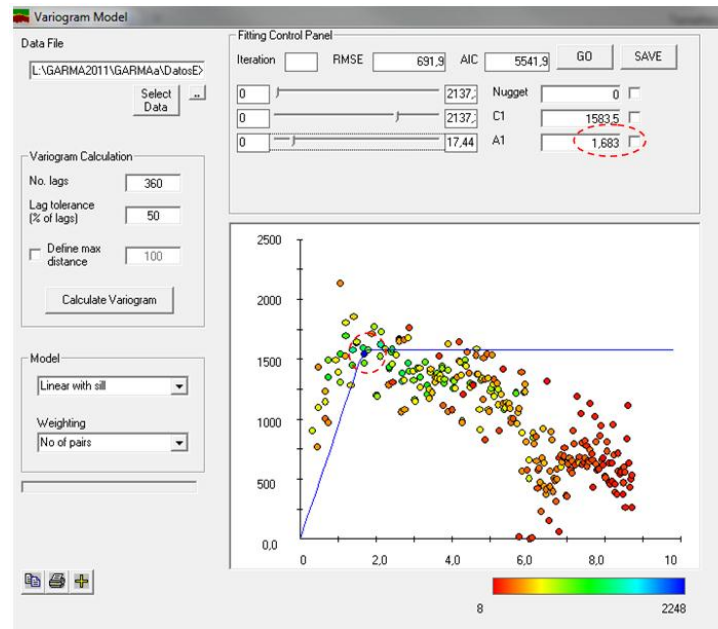 Variogram Model
Data File
L:\GARMA2011\GARMAa\DatosE>
Select
Data
..
Variogram Calculation
No. lags 360
Lag tolerance
(% of lags) 50
Define max
distance 100
Calculate Variogram
Model
Linear with sill
Weighting
No of pairs
Fitting Control Panel
Iteration RMSE 691,9 AIC 5541,9 GO SAVE
0 2137,: Nugget 0
0 2137,: C1 1583,5
0 17,44 A1 1,683
2500
2000
1500
1000
500
0,0
0 2,0 4,0 6,0 8,0 10
8 2248